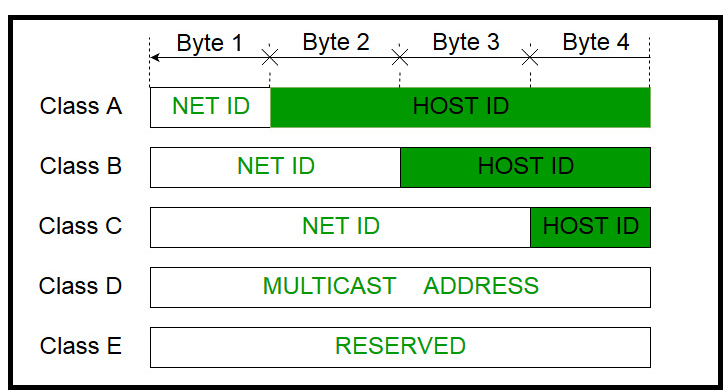 Byte 1 Byte 2 Byte 3 Byte 4
Class A NET ID HOST ID
Class B NET ID HOST ID
Class C NET ID HOST ID
Class D MULTICAST ADDRESS
Class E RESERVED